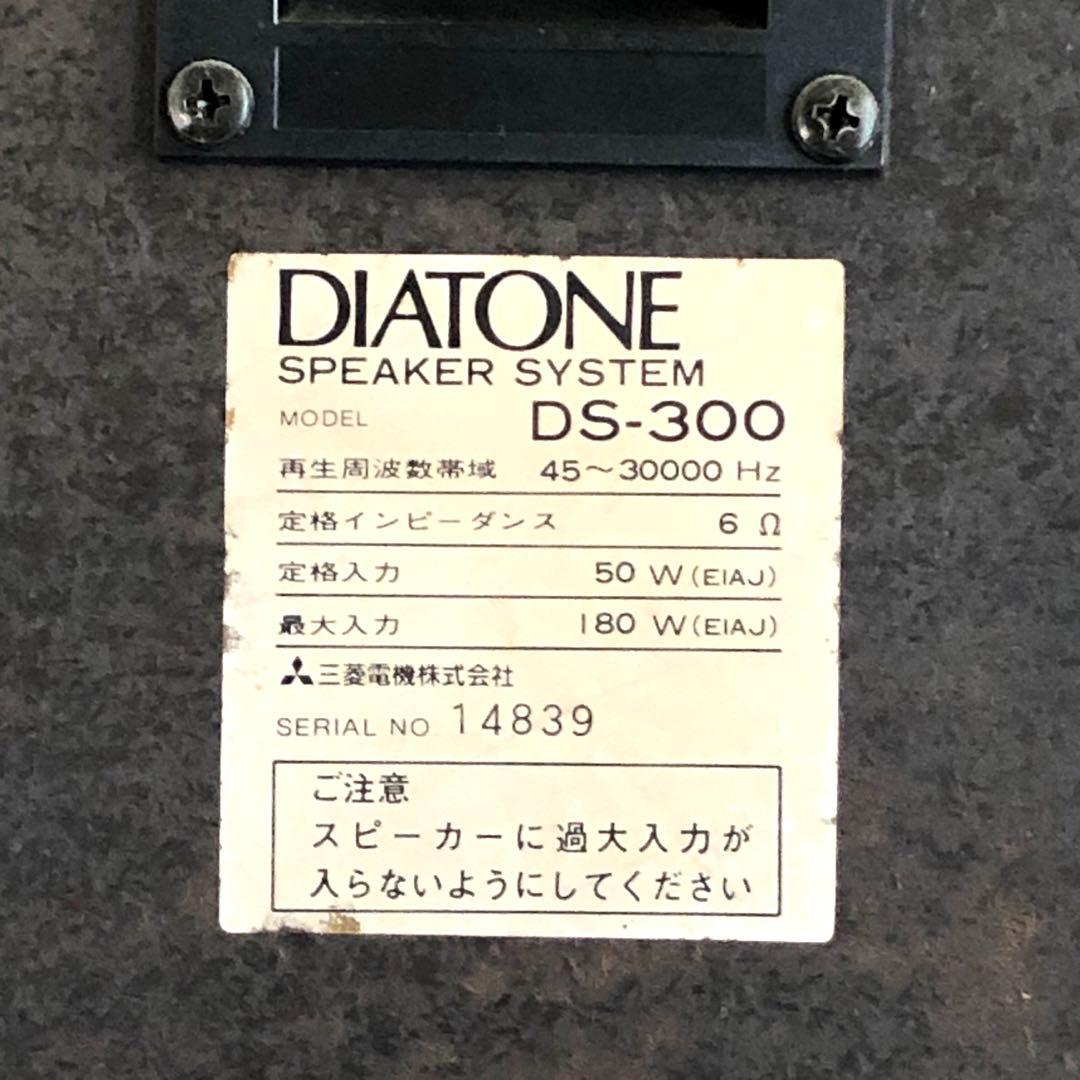 DIATONE
SPEAKER SYSTEM
MODEL DS-300
再生周波数帯域 45～30000 Hz
定格インピーダンス 6 Ω
定格入力 50 W (EIAJ)
最大入力 180 W (EIAJ)
三菱電機株式会社
SERIAL NO 14839
ご注意
スピーカーに過大入力が
入らないようにしてください